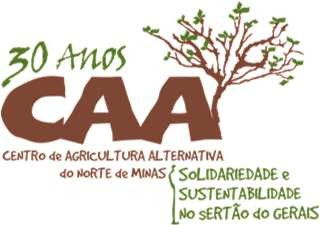 30 Anos
CAA
CENTRO de AGRICULTURA ALTERNATIVA
do NORTE de MINAS
SOLIDARIEDADE e
SUSTENTABILIDADE
NO SERTÃO do GERAIS